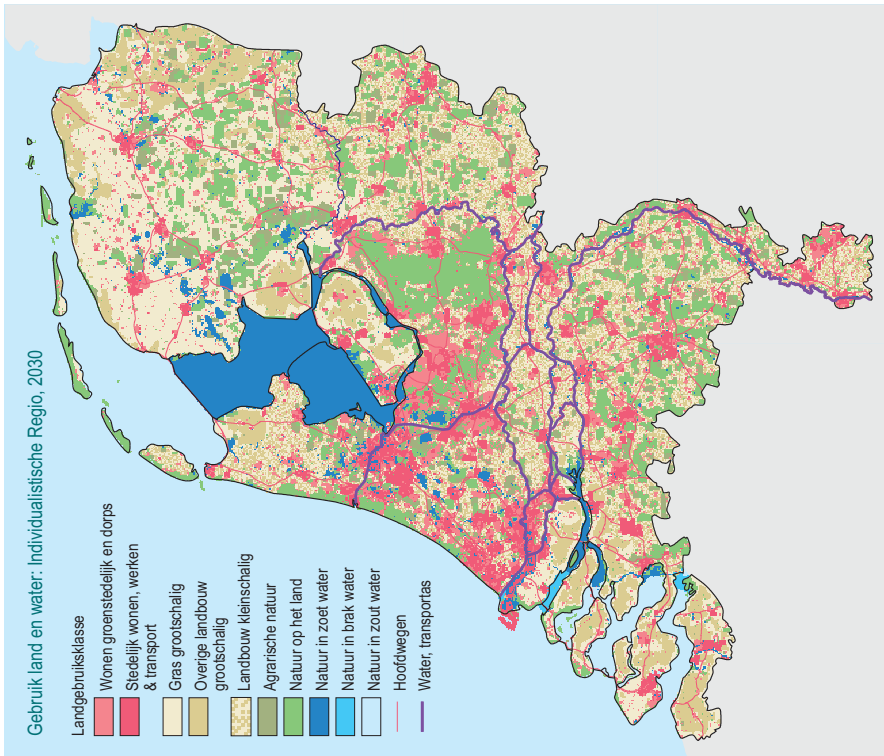 Gebruik land en water: Individualistische Regio, 2030
Landgebruiksklasse
Wonen groenstedelijk en dorps
Stedelijk wonen, werken
& transport
Gras grootschalig
Overige landbouw
grootschalig
Landbouw kleinschalig
Agrarische natuur
Natuur op het land
Natuur in zoet water
Natuur in brak water
Natuur in zout water
Hoofdwegen
Water, transportas